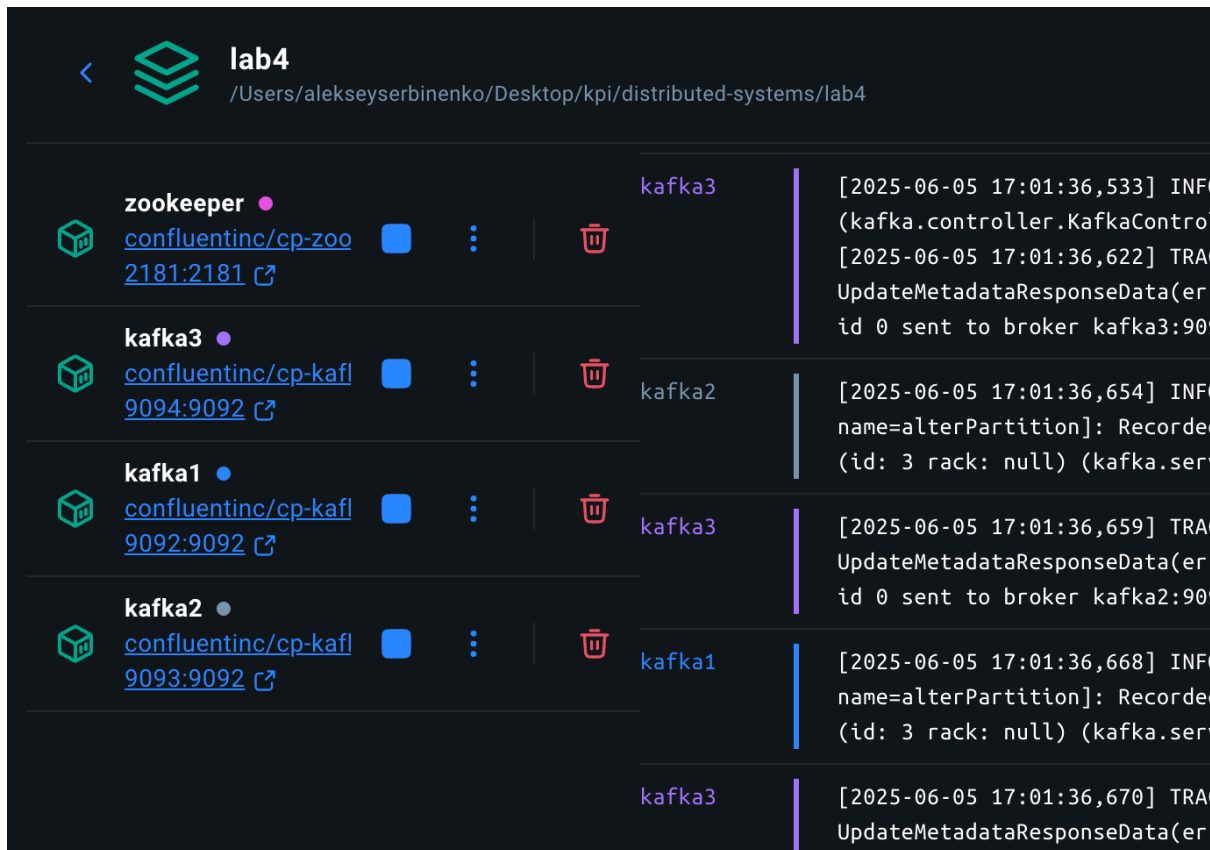 lab4
/Users/alekseyserbinenko/Desktop/kpi/distributed-systems/lab4
zookeeper
confluentinc/cp-zoo
2181:2181
kafka3
confluentinc/cp-kafl
9094:9092
kafka1
confluentinc/cp-kafl
9092:9092
kafka2
confluentinc/cp-kafl
9093:9092
kafka3
[2025-06-05 17:01:36,533] INF
(kafka.controller.KafkaContro
[2025-06-05 17:01:36,622] TRA
UpdateMetadataResponseData(er
id 0 sent to broker kafka3:909
kafka2
[2025-06-05 17:01:36,654] INF
name=alterPartition]: Recorde
(id: 3 rack: null) (kafka.ser
kafka3
[2025-06-05 17:01:36,659] TRA
UpdateMetadataResponseData(er
id 0 sent to broker kafka2:909
kafka1
[2025-06-05 17:01:36,668] INF
name=alterPartition]: Recorde
(id: 3 rack: null) (kafka.ser
kafka3
[2025-06-05 17:01:36,670] TRA
UpdateMetadataResponseData(er